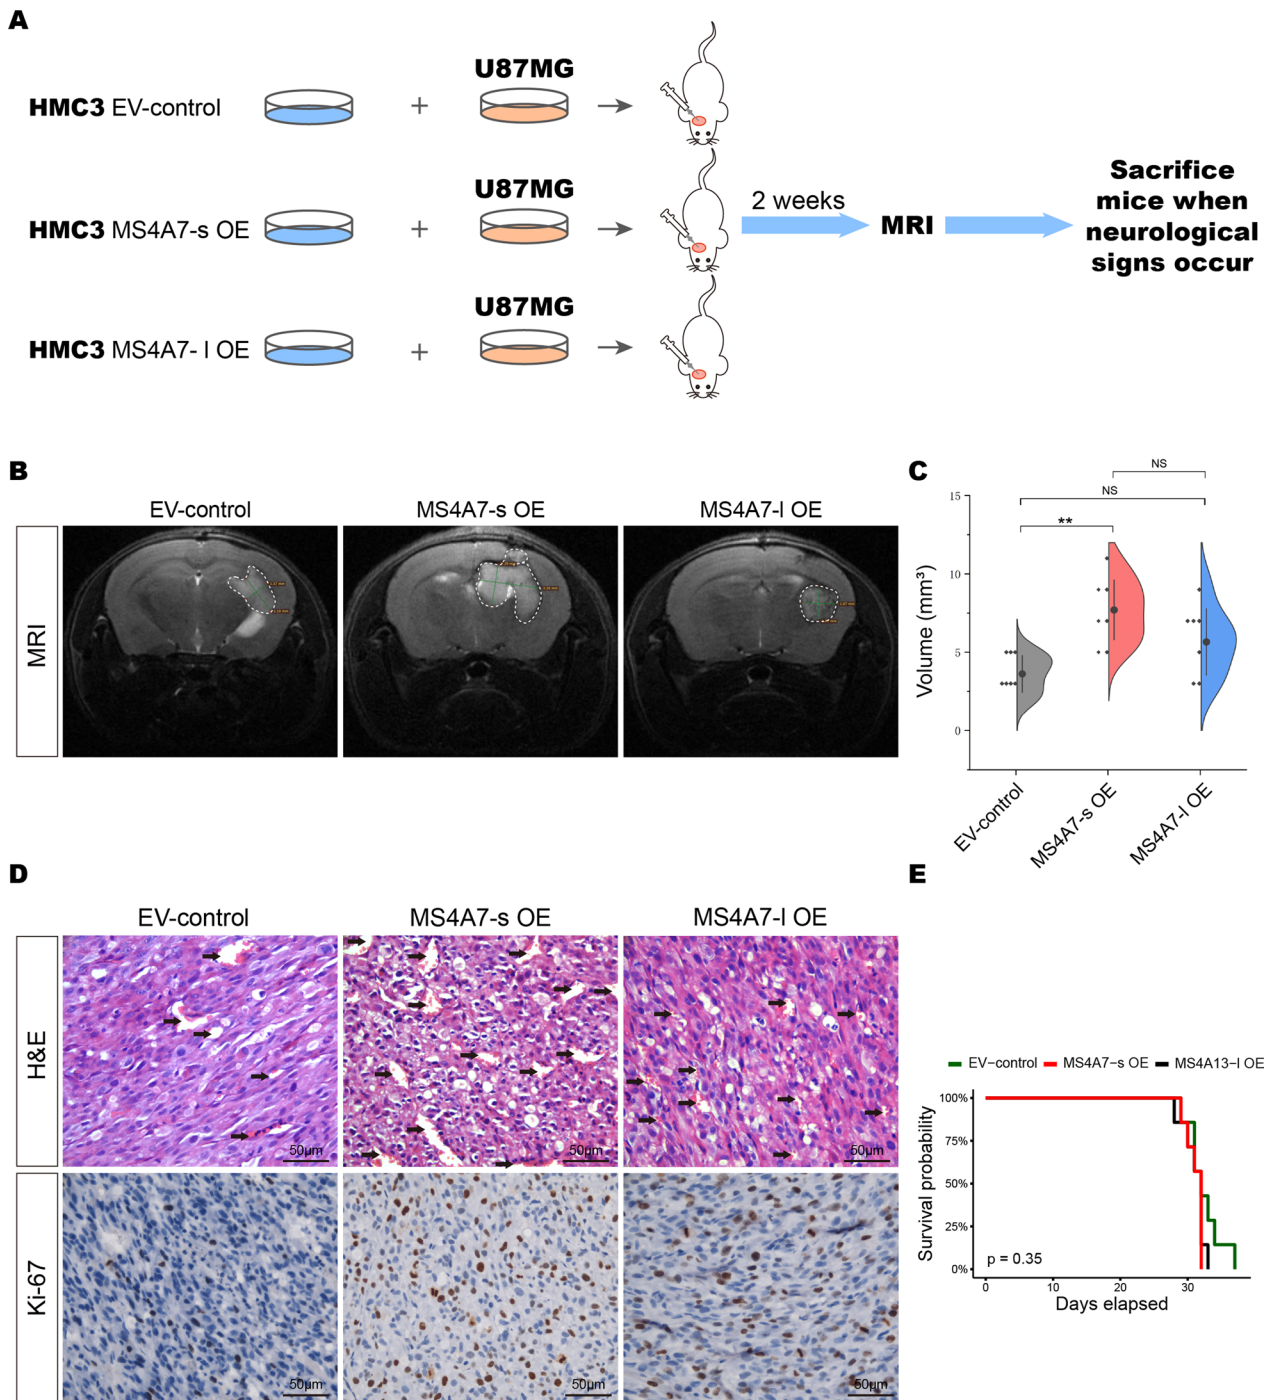 A
U87MG
HMC3 EV-control
+
U87MG
HMC3 MS4A7-s OE
+
2 weeks
MRI
Sacrifice
mice when
neurological
signs occur
U87MG
HMC3 MS4A7- l OE
+
B
EV-control
MS4A7-s OE
MS4A7-l OE
MRI
C
NS
NS
**
15
10
5
0
Volume (mm³)
EV-control
MS4A7-s OE
MS4A7-l OE
D
EV-control
MS4A7-s OE
MS4A7-l OE
H&E
50μm
50μm
50μm
Ki-67
50μm
50μm
50μm
E
EV−control
MS4A7−s OE
MS4A13−l OE
100%
75%
50%
25%
0%
Survival probability
p = 0.35
0
10
20
30
Days elapsed